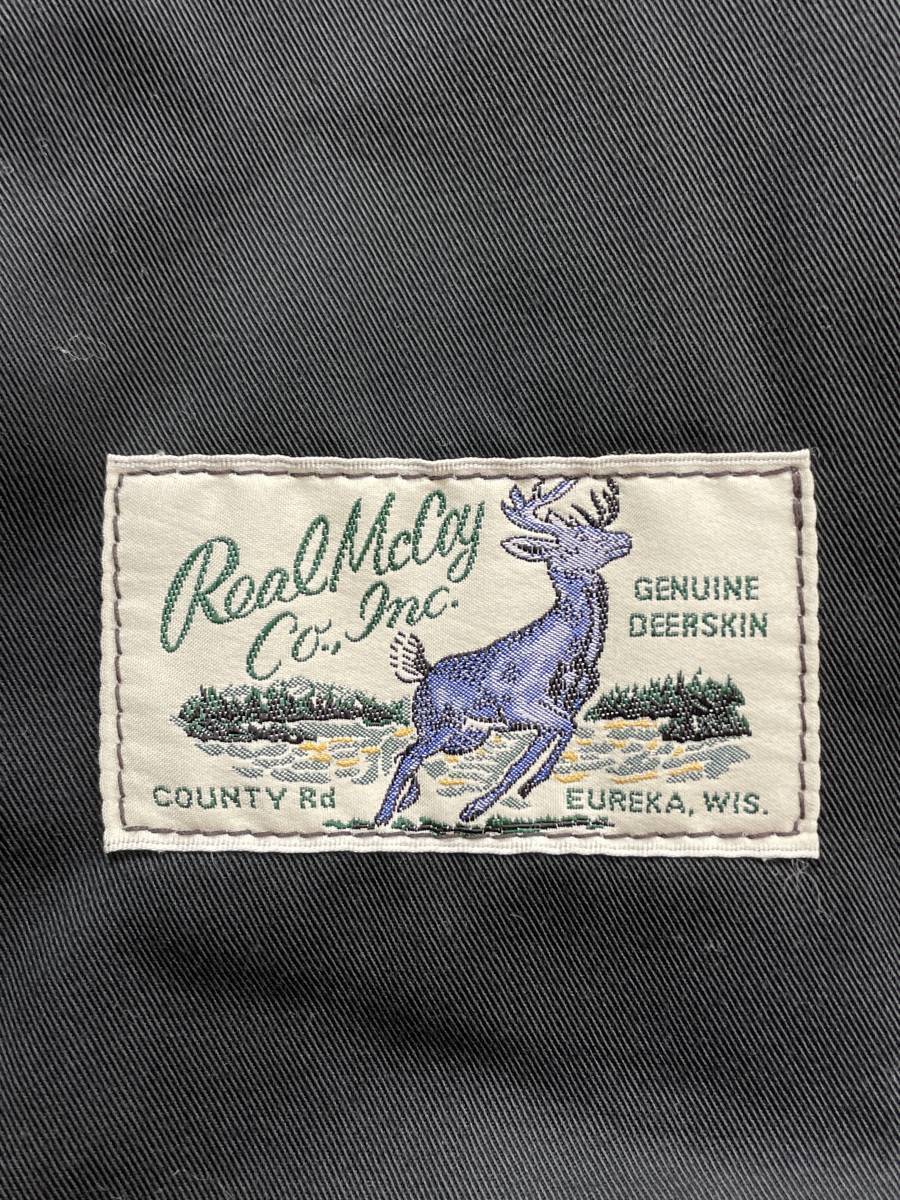 Real McCoy
Co., Inc.
GENUINE
DEERSKIN
COUNTY Rd
EUREKA, WIS.